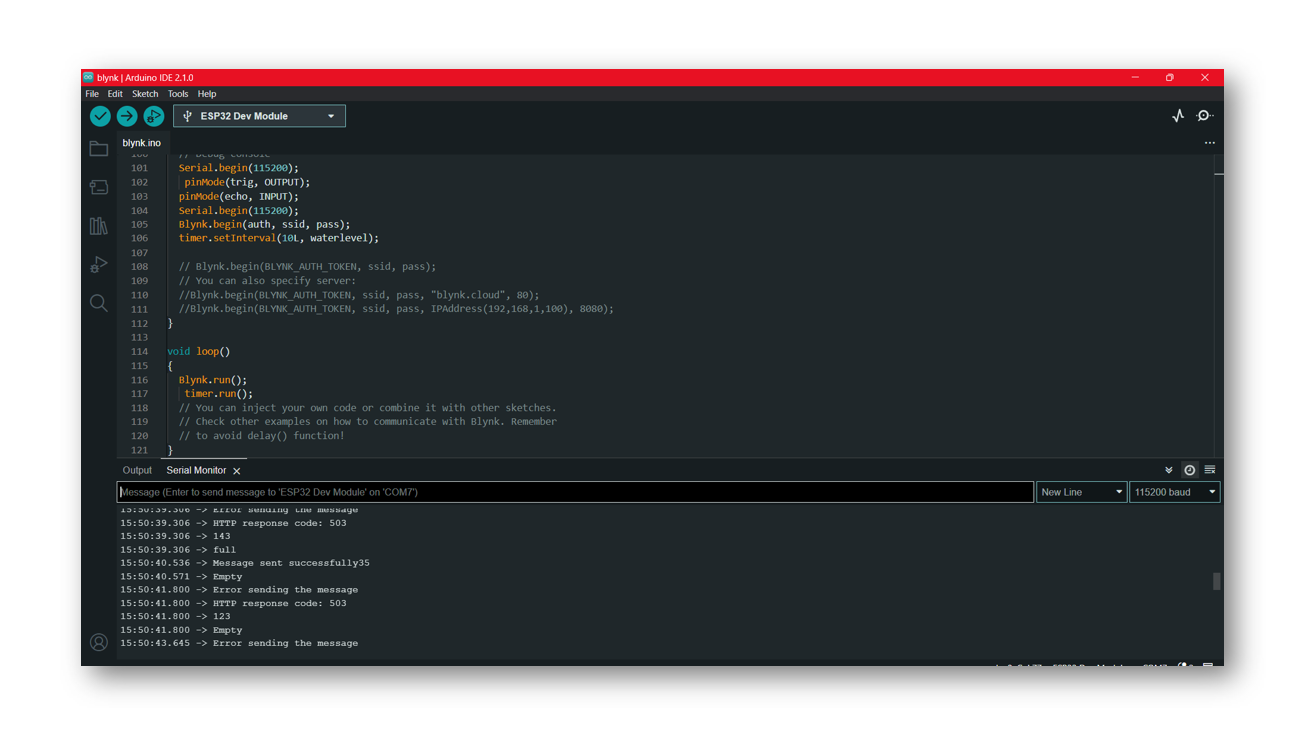 blynk | Arduino IDE 2.1.0
File Edit Sketch Tools Help
ESP32 Dev Module
blynk.ino
100 // Debug console
101 Serial.begin(115200);
102 pinMode(trig, OUTPUT);
103 pinMode(echo, INPUT);
104 Serial.begin(115200);
105 Blynk.begin(auth, ssid, pass);
106 timer.setInterval(10L, waterlevel);
107
108 // Blynk.begin(BLYNK_AUTH_TOKEN, ssid, pass);
109 // You can also specify server:
110 //Blynk.begin(BLYNK_AUTH_TOKEN, ssid, pass, "blynk.cloud", 80);
111 //Blynk.begin(BLYNK_AUTH_TOKEN, ssid, pass, IPAddress(192,168,1,100), 8080);
112 }
113
114 void loop()
115 {
116 Blynk.run();
117 timer.run();
118 // You can inject your own code or combine it with other sketches.
119 // Check other examples on how to communicate with Blynk. Remember
120 // to avoid delay() function!
121 }
Output Serial Monitor
Message (Enter to send message to 'ESP32 Dev Module' on 'COM7') New Line 115200 baud
15:50:39.306 -> Error sending the message
15:50:39.306 -> HTTP response code: 503
15:50:39.306 -> 143
15:50:39.306 -> full
15:50:40.536 -> Message sent successfully35
15:50:40.571 -> Empty
15:50:41.800 -> Error sending the message
15:50:41.800 -> HTTP response code: 503
15:50:41.800 -> 123
15:50:41.800 -> Empty
15:50:43.645 -> Error sending the message